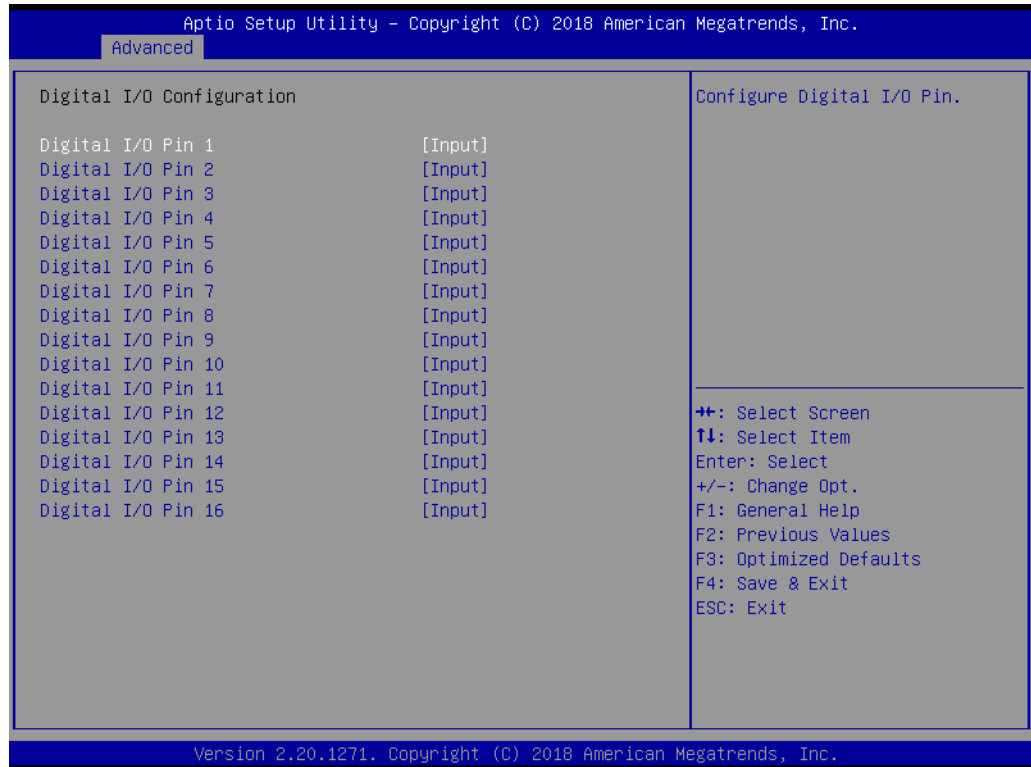 Aptio Setup Utility – Copyright (C) 2018 American Megatrends, Inc.
Advanced
Digital I/O Configuration
Digital I/O Pin 1 [Input]
Digital I/O Pin 2 [Input]
Digital I/O Pin 3 [Input]
Digital I/O Pin 4 [Input]
Digital I/O Pin 5 [Input]
Digital I/O Pin 6 [Input]
Digital I/O Pin 7 [Input]
Digital I/O Pin 8 [Input]
Digital I/O Pin 9 [Input]
Digital I/O Pin 10 [Input]
Digital I/O Pin 11 [Input]
Digital I/O Pin 12 [Input]
Digital I/O Pin 13 [Input]
Digital I/O Pin 14 [Input]
Digital I/O Pin 15 [Input]
Digital I/O Pin 16 [Input]
Configure Digital I/O Pin.
→←: Select Screen
↑↓: Select Item
Enter: Select
+/-: Change Opt.
F1: General Help
F2: Previous Values
F3: Optimized Defaults
F4: Save & Exit
ESC: Exit
Version 2.20.1271. Copyright (C) 2018 American Megatrends, Inc.